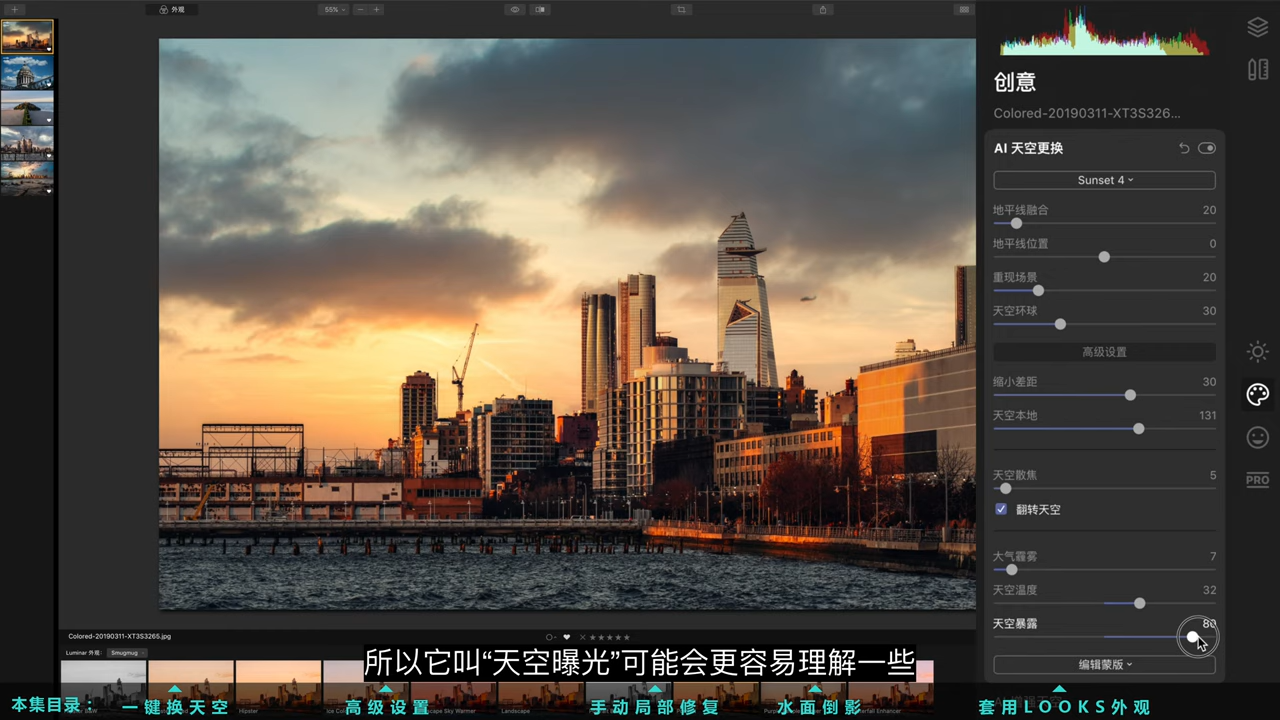 外观
55%
创意
Colored-20190311-XT3S326...
AI 天空更换
Sunset 4
地平线融合 20
地平线位置 0
重现场景 20
天空环球 30
高级设置
缩小差距 30
天空本地 131
天空散焦 5
翻转天空
大气霾雾 7
天空温度 32
天空暴露 80
编辑蒙版
PRO
Colored-20190311-XT3S3265.jpg
Luminar 外观: Smugmug
所以它叫“天空曝光”可能会更容易理解一些
Hipster
Landscape
本集目录： 一键换天空 高级设置 手动局部修复 水面倒影 套用LOOKS外观